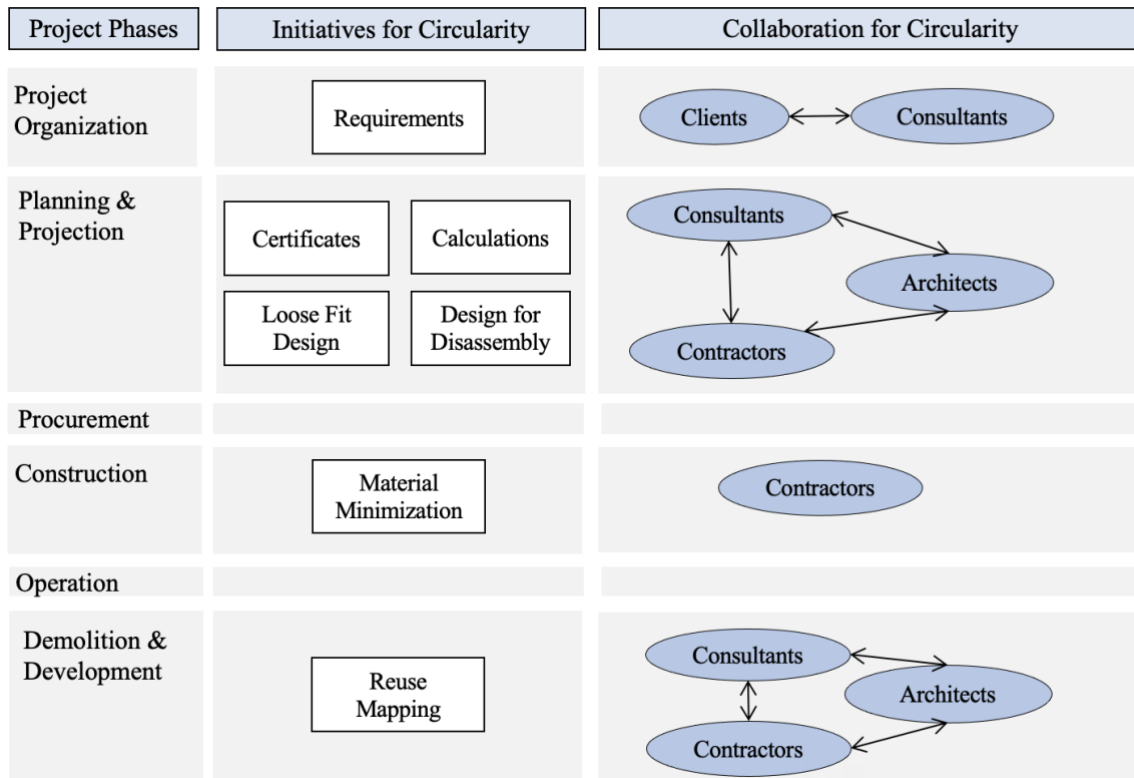 Project Phases
Initiatives for Circularity
Collaboration for Circularity
Project
Organization
Requirements
Clients
Consultants
Planning &
Projection
Certificates
Calculations
Loose Fit
Design
Design for
Disassembly
Consultants
Architects
Contractors
Procurement
Construction
Material
Minimization
Contractors
Operation
Demolition &
Development
Reuse
Mapping
Consultants
Architects
Contractors